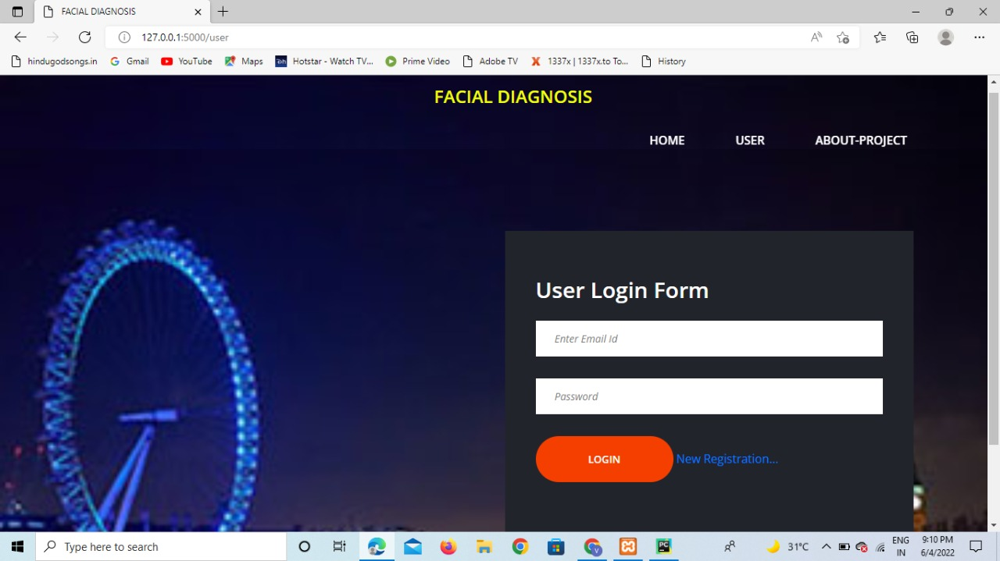 FACIAL DIAGNOSIS
127.0.0.1:5000/user
hindugodsongs.in Gmail YouTube Maps Hotstar - Watch TV... Prime Video Adobe TV 1337x | 1337x.to To... History
FACIAL DIAGNOSIS
HOME USER ABOUT-PROJECT
User Login Form
Enter Email Id
Password
LOGIN New Registration...
Type here to search
31°C
ENG
IN
9:10 PM
6/4/2022